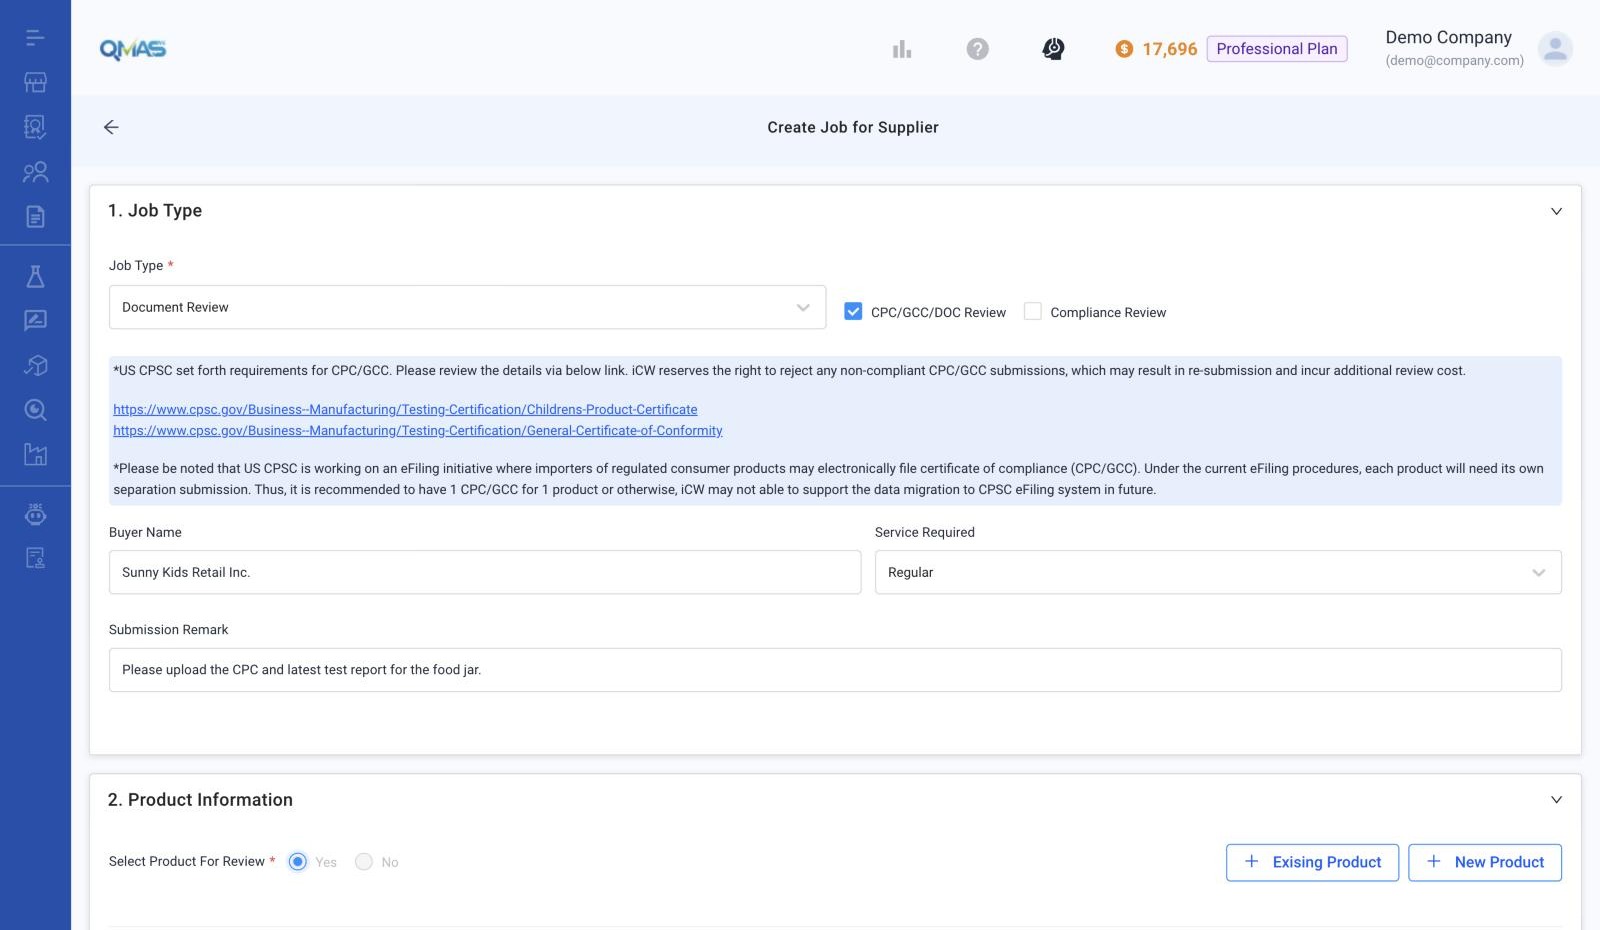 QMAS
17,696
Professional Plan
Demo Company
(demo@company.com)
Create Job for Supplier
1. Job Type
Job Type *
Document Review
CPC/GCC/DOC Review
Compliance Review
*US CPSC set forth requirements for CPC/GCC. Please review the details via below link. iCW reserves the right to reject any non-compliant CPC/GCC submissions, which may result in re-submission and incur additional review cost.
https://www.cpsc.gov/Business--Manufacturing/Testing-Certification/Childrens-Product-Certificate
https://www.cpsc.gov/Business--Manufacturing/Testing-Certification/General-Certificate-of-Conformity
*Please be noted that US CPSC is working on an eFiling initiative where importers of regulated consumer products may electronically file certificate of compliance (CPC/GCC). Under the current eFiling procedures, each product will need its own
separation submission. Thus, it is recommended to have 1 CPC/GCC for 1 product or otherwise, iCW may not able to support the data migration to CPSC eFiling system in future.
Buyer Name
Service Required
Sunny Kids Retail Inc.
Regular
Submission Remark
Please upload the CPC and latest test report for the food jar.
2. Product Information
Select Product For Review *
Yes
No
+ Exising Product
+ New Product